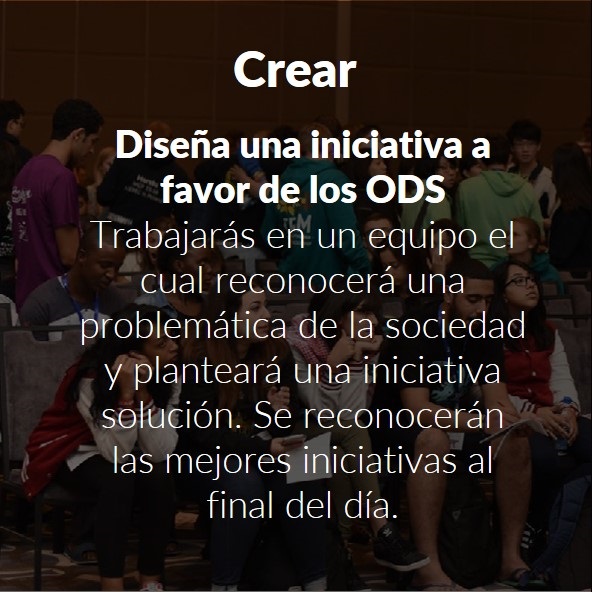 Crear
Diseña una iniciativa a
favor de los ODS
Trabajarás en un equipo el
cual reconocerá una
problemática de la sociedad
y planteará una iniciativa
solución. Se reconocerán
las mejores iniciativas al
final del día.